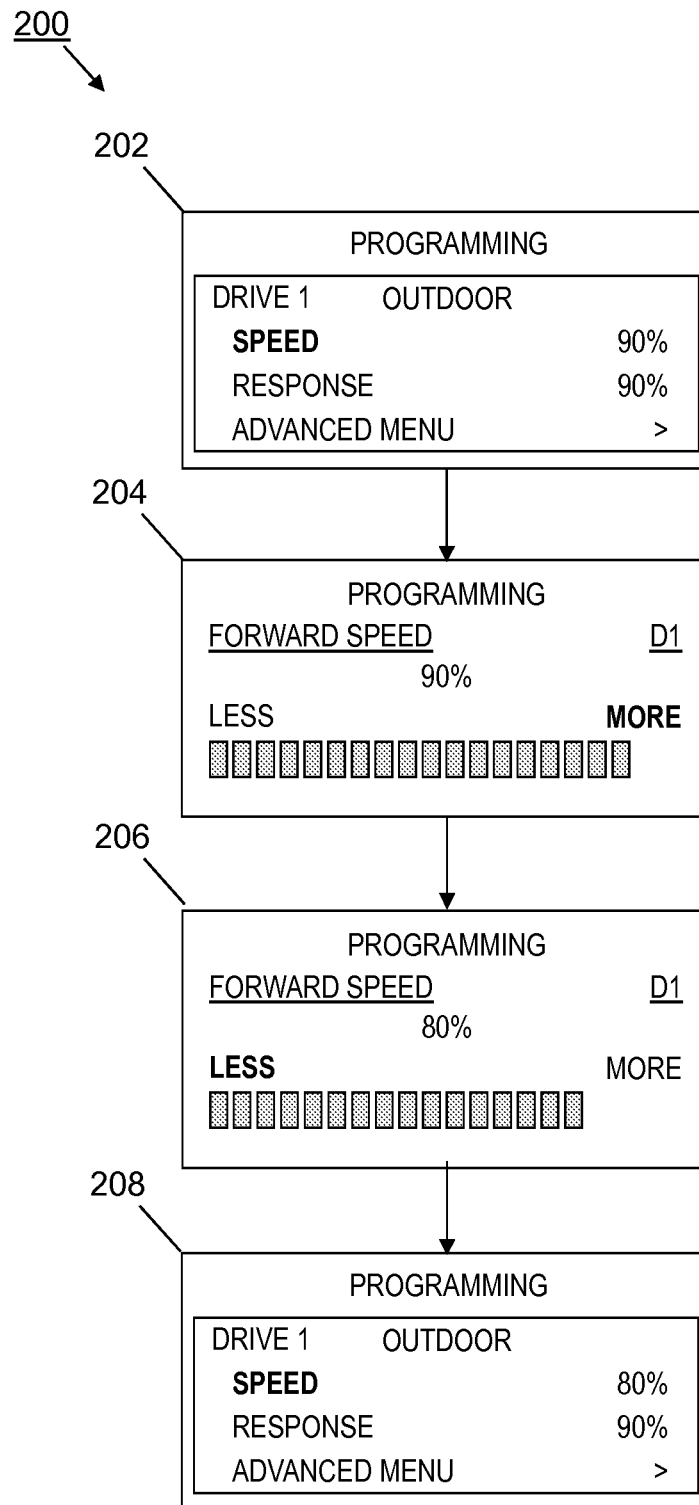 200
202
PROGRAMMING
DRIVE 1 OUTDOOR
SPEED 90%
RESPONSE 90%
ADVANCED MENU >
204
PROGRAMMING
FORWARD SPEED D1
90%
LESS MORE
206
PROGRAMMING
FORWARD SPEED D1
80%
LESS MORE
208
PROGRAMMING
DRIVE 1 OUTDOOR
SPEED 80%
RESPONSE 90%
ADVANCED MENU >